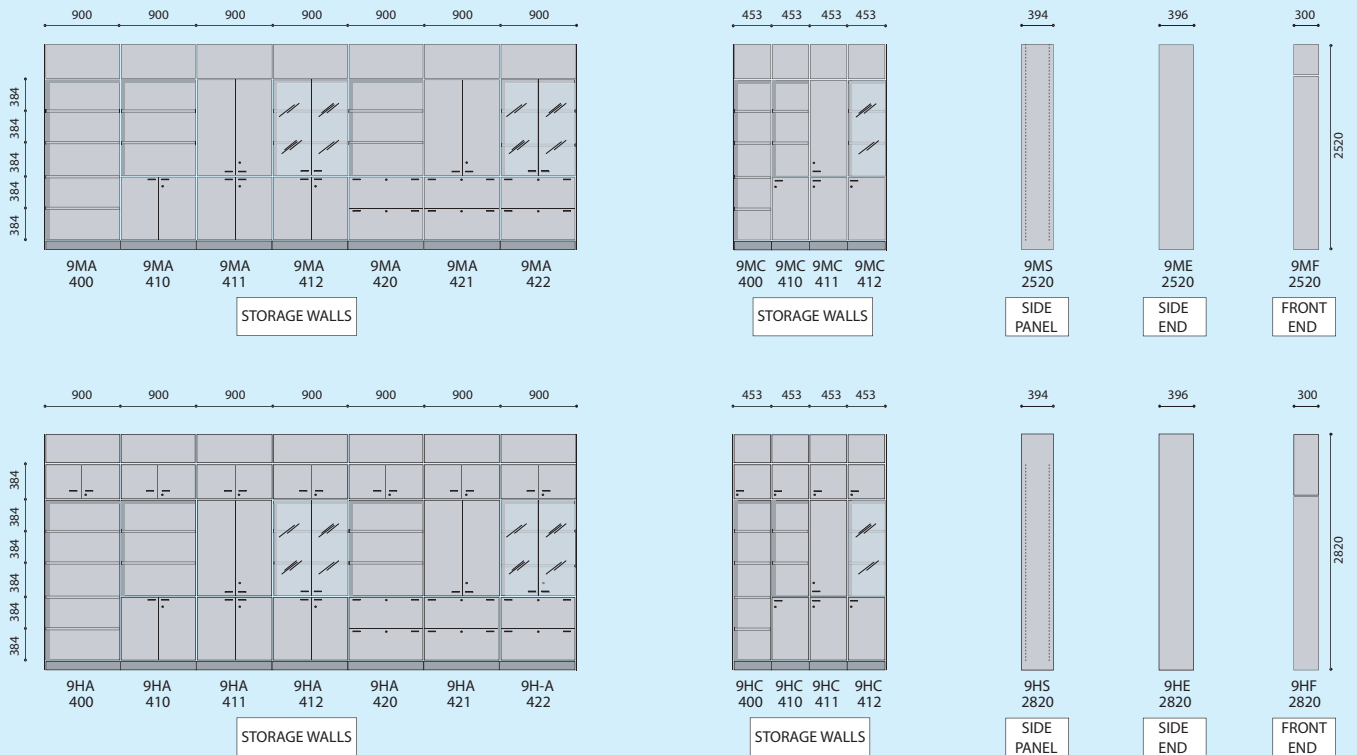 900 900 900 900 900 900 900 453 453 453 453 394 396 300
384
384
384
384
384
2520
9MA 9MA 9MA 9MA 9MA 9MA 9MA 9MC 9MC 9MC 9MC 9MS 9ME 9MF
400 410 411 412 420 421 422 400 410 411 412 2520 2520 2520
STORAGE WALLS STORAGE WALLS
SIDE SIDE FRONT
PANEL END END
900 900 900 900 900 900 900 453 453 453 453 394 396 300
384
384
384
384
384
384
2820
9HA 9HA 9HA 9HA 9HA 9HA 9H-A 9HC 9HC 9HC 9HC 9HS 9HE 9HF
400 410 411 412 420 421 422 400 410 411 412 2820 2820 2820
STORAGE WALLS STORAGE WALLS
SIDE SIDE FRONT
PANEL END END